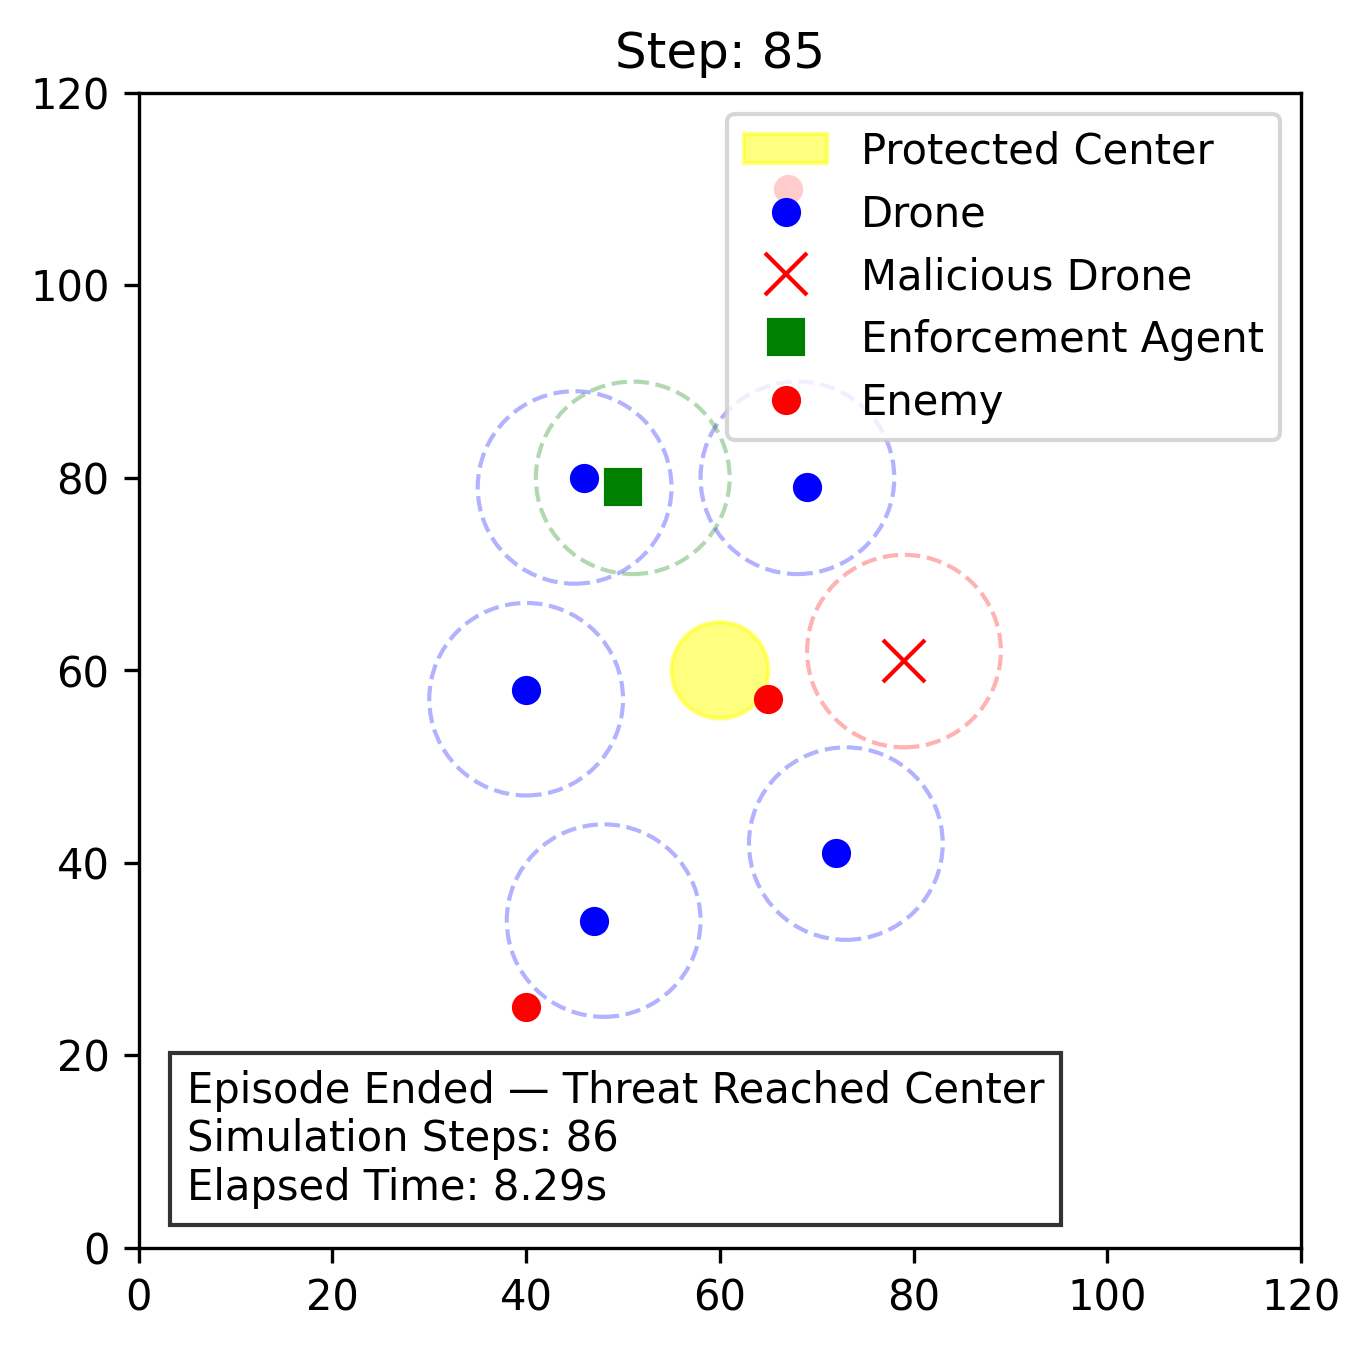 Step: 85
120
100
80
60
40
20
0
0 20 40 60 80 100 120
Protected Center
Drone
Malicious Drone
Enforcement Agent
Enemy
Episode Ended — Threat Reached Center
Simulation Steps: 86
Elapsed Time: 8.29s